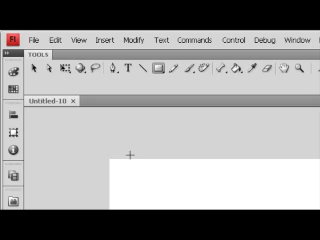 Fl File Edit View Insert Modify Text Commands Control Debug Window
TOOLS
T
Untitled-10 ×